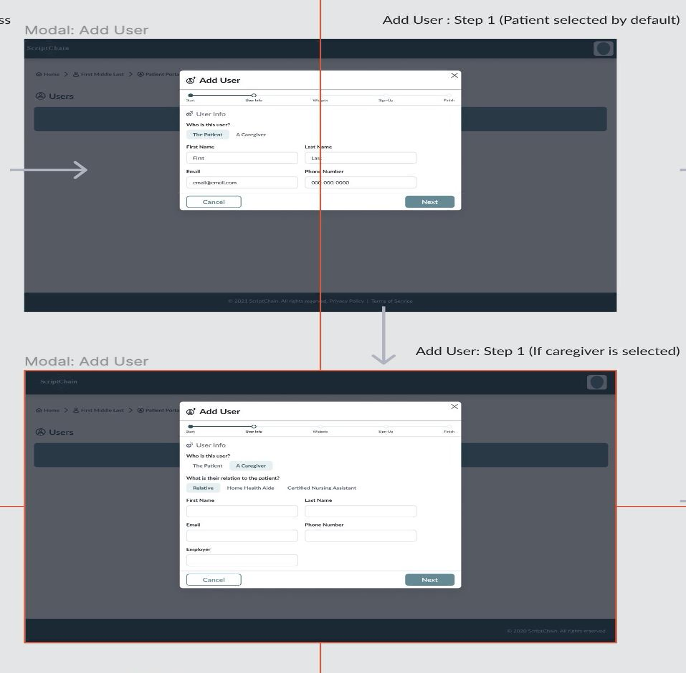 ss
Add User : Step 1 (Patient selected by default)
Modal: Add User
ScriptChain
Home > First Middle Last > Patient Portal
Users
Add User
Start User Info Widgets Sign Up Finish
User Info
Who is this user?
The Patient A Caregiver
First Name Last Name
First Last
Email Phone Number
email@email.com 000-000-0000
Cancel Next
© 2021 ScriptChain. All rights reserved. Privacy Policy | Terms of Service
Add User: Step 1 (If caregiver is selected)
Modal: Add User
ScriptChain
Home > First Middle Last > Patient Porta
Users
Add User
Start User Info Widgets Sign Up Finish
User Info
Who is this user?
The Patient A Caregiver
What is their relation to the patient?
Relative Home Health Aide Certified Nursing Assistant
First Name Last Name
Email Phone Number
Employer
Cancel Next
© 2020 ScriptChain. All rights reserved.